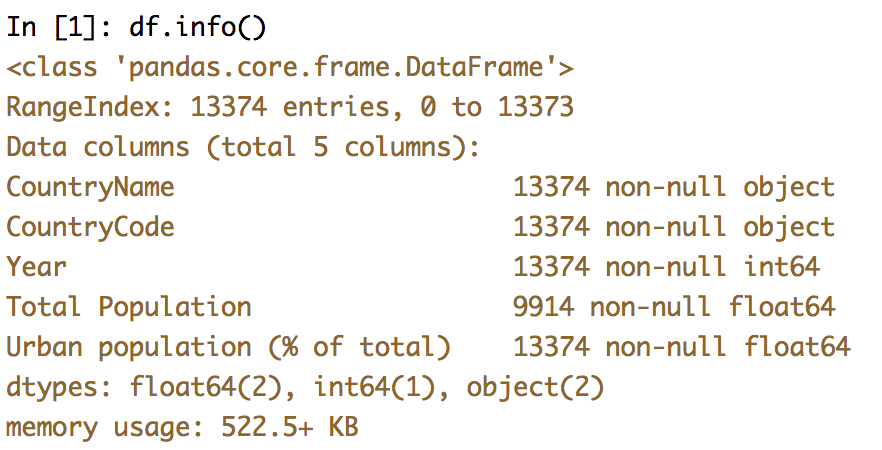 In [1]: df.info()
<class 'pandas.core.frame.DataFrame'>
RangeIndex: 13374 entries, 0 to 13373
Data columns (total 5 columns):
CountryName                      13374 non-null object
CountryCode                      13374 non-null object
Year                             13374 non-null int64
Total Population                 9914 non-null float64
Urban population (% of total)    13374 non-null float64
dtypes: float64(2), int64(1), object(2)
memory usage: 522.5+ KB